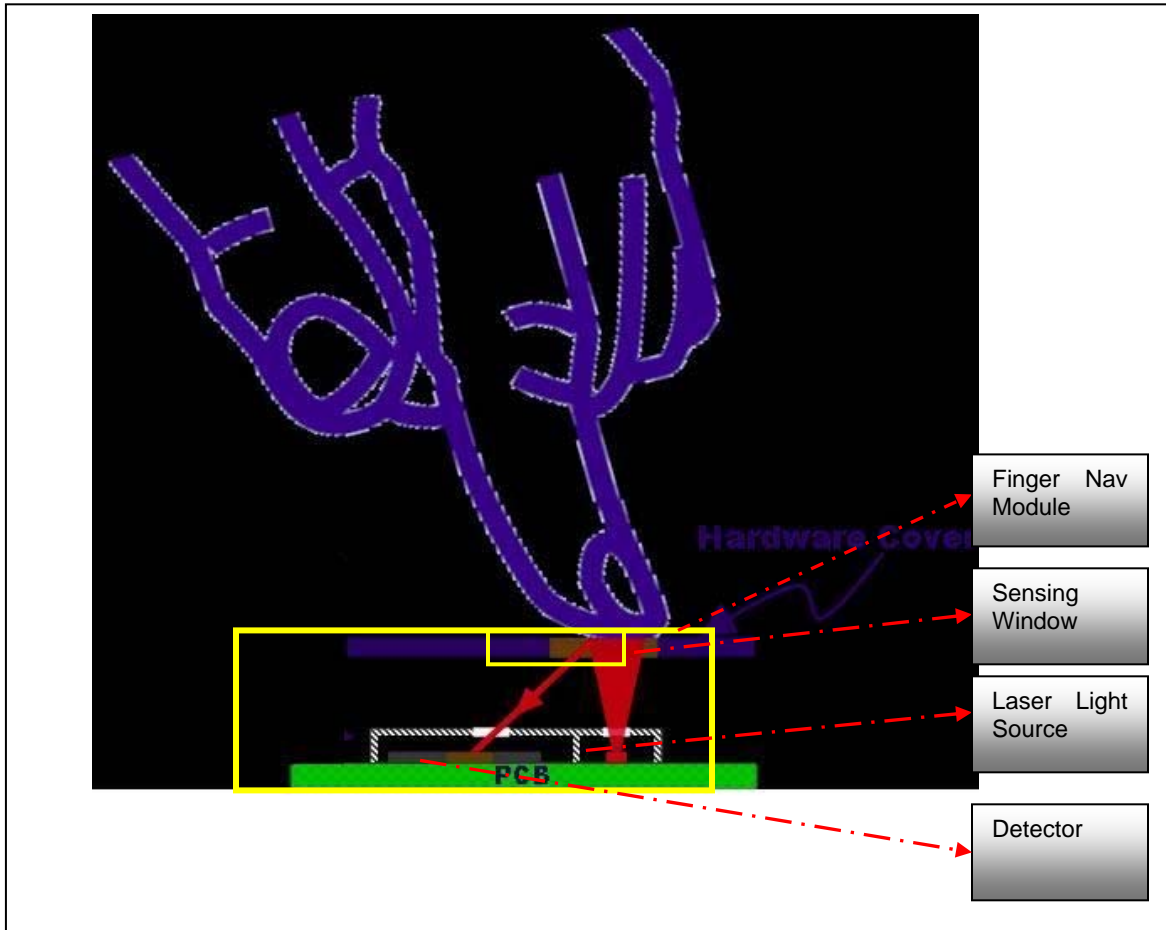 Finger Nav
Module
Hardware Cover
Sensing
Window
Laser Light
Source
PCB
Detector